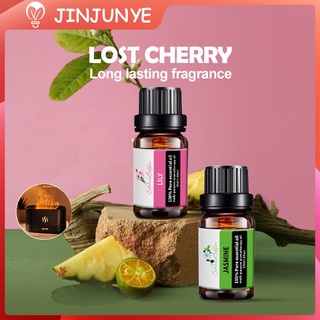 JINJUNYE
LOST CHERRY
Long lasting fragrance
LILY
100% Pure essential oil
JASMINE
100% Pure essential oil